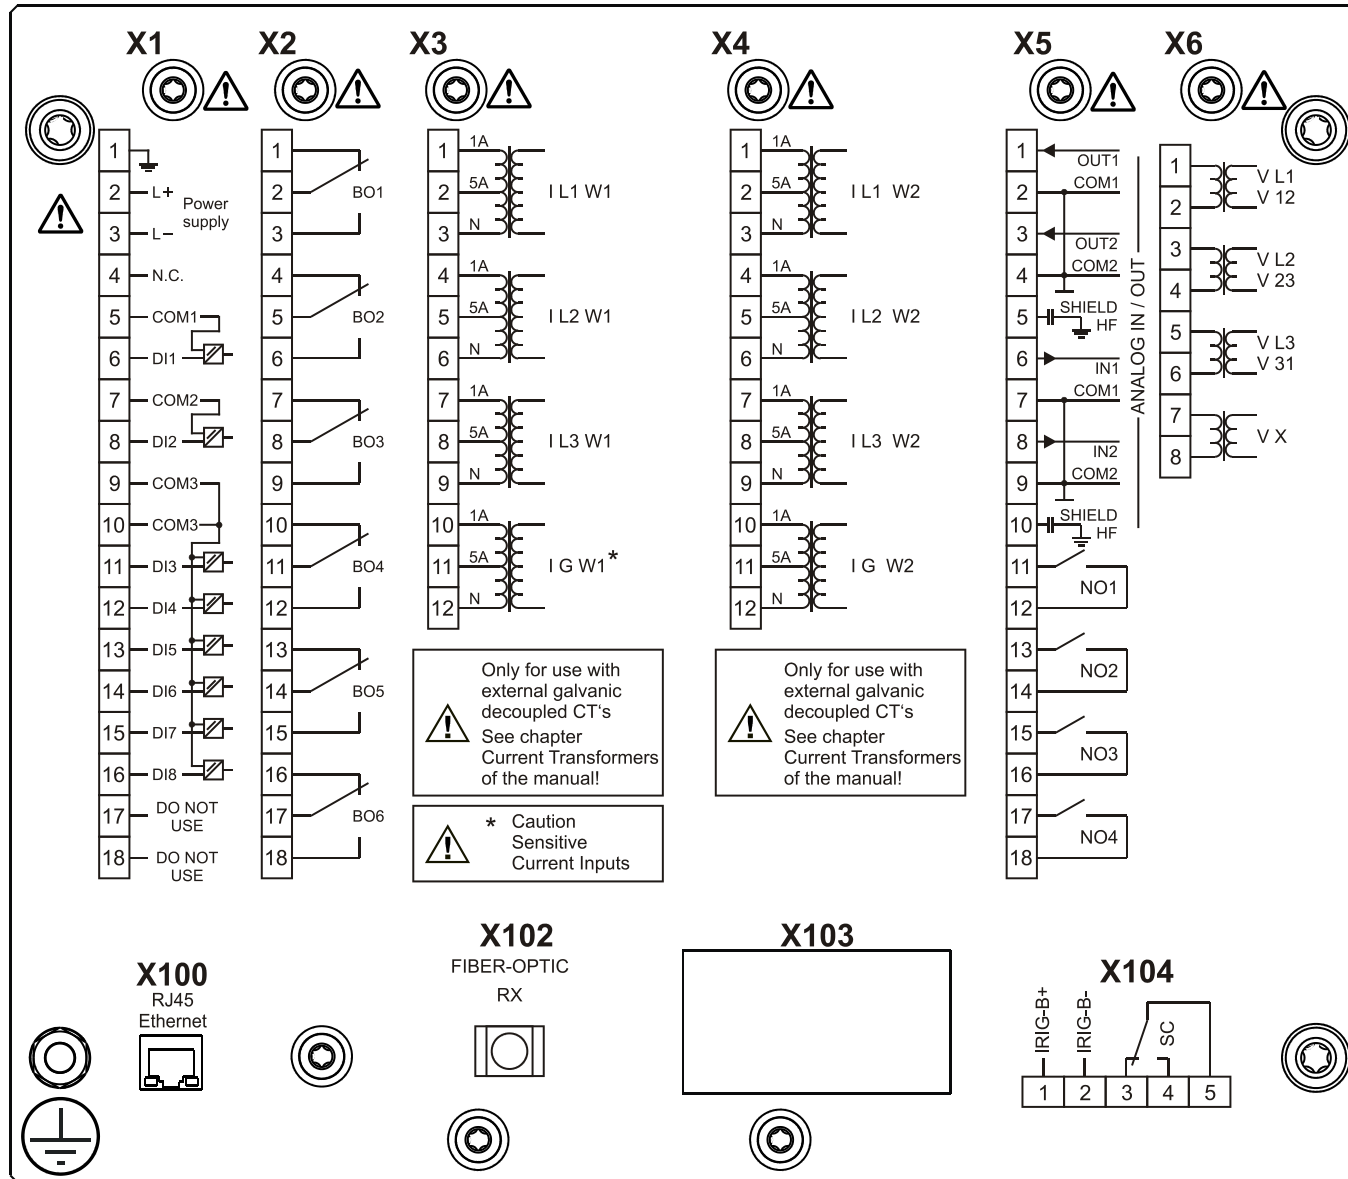 X1
1
2
L+
Power
supply
3
L–
4
N.C.
5
COM1
6
DI1
7
COM2
8
DI2
9
COM3
10
COM3
11
DI3
12
DI4
13
DI5
14
DI6
15
DI7
16
DI8
17
DO NOT
USE
18
DO NOT
USE
X2
1
2
BO1
3
4
5
BO2
6
7
8
BO3
9
10
11
BO4
12
13
14
BO5
15
16
17
BO6
18
X3
1
1A
2
5A
I L1 W1
3
N
4
1A
5
5A
I L2 W1
6
N
7
1A
8
5A
I L3 W1
9
N
10
1A
11
5A
I G W1*
12
N
Only for use with
external galvanic
decoupled CT‘s
See chapter
Current Transformers
of the manual!
* Caution
Sensitive
Current Inputs
X4
1
1A
2
5A
I L1 W2
3
N
4
1A
5
5A
I L2 W2
6
N
7
1A
8
5A
I L3 W2
9
N
10
1A
11
5A
I G W2
12
N
Only for use with
external galvanic
decoupled CT‘s
See chapter
Current Transformers
of the manual!
X5
1
OUT1
2
COM1
3
OUT2
4
COM2
5
SHIELD
HF
6
IN1
7
COM1
8
IN2
9
COM2
10
SHIELD
HF
ANALOG IN / OUT
11
NO1
12
13
NO2
14
15
NO3
16
17
NO4
18
X6
1
V L1
2
V 12
3
V L2
4
V 23
5
V L3
6
V 31
7
V X
8
X100
RJ45
Ethernet
X102
FIBER-OPTIC
RX
X103
X104
IRIG-B+
IRIG-B-
SC
1 2 3 4 5